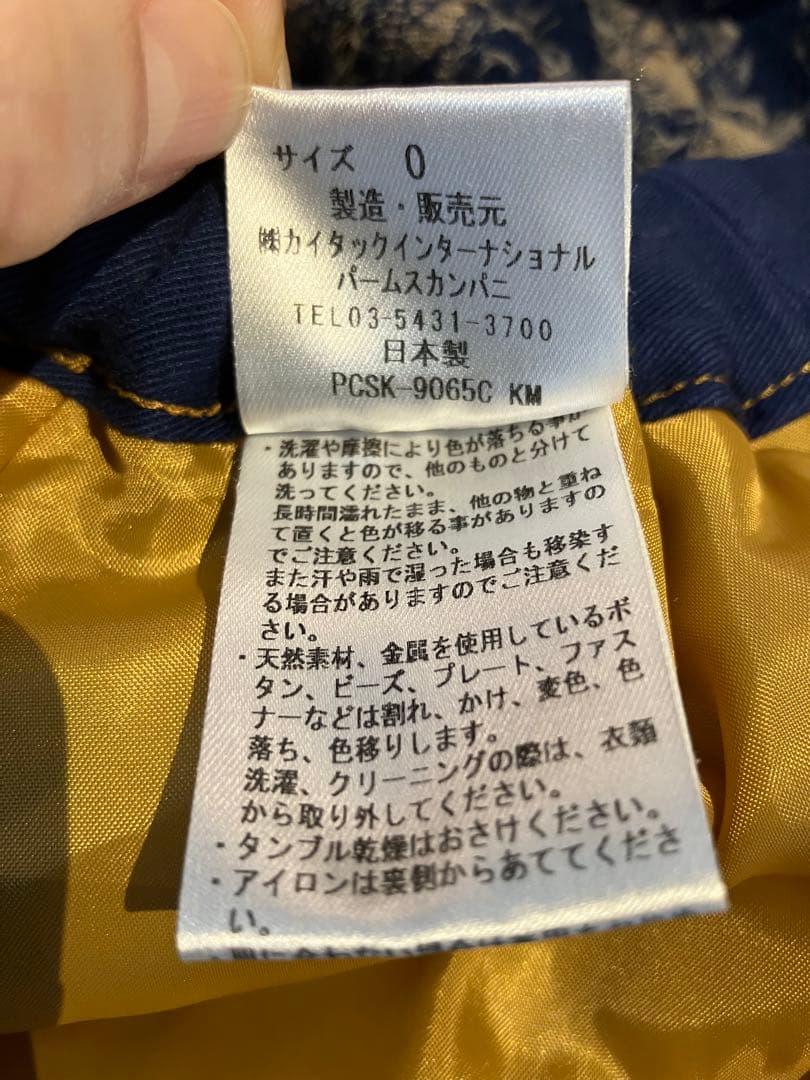 サイズ 0
製造・販売元
㈱カイタックインターナショナル
パームスカンパニ
TEL03-5431-3700
日本製
PCSK-9065C KM
・洗濯や摩擦により色が落ちる事が
ありますので、他のものと分けて
洗ってください。
長時間濡れたまま、他の物と重ね
て直くと色が移る事がありますの
でご注意ください。
また汗や雨で湿った場合も移染す
る場合がありますのでご注意くだ
さい。
・天然素材、金属を使用しているボ
タン、ビーズ、プレート、ファス
ナーなどは割れ、かけ、変色、色
落ち、色移りします。
洗濯、クリーニングの際は、衣類
から取り外してください。
・タンブル乾燥はおさけください。
・アイロンは裏側からあててくださ
い。
・肌に合わない場合は